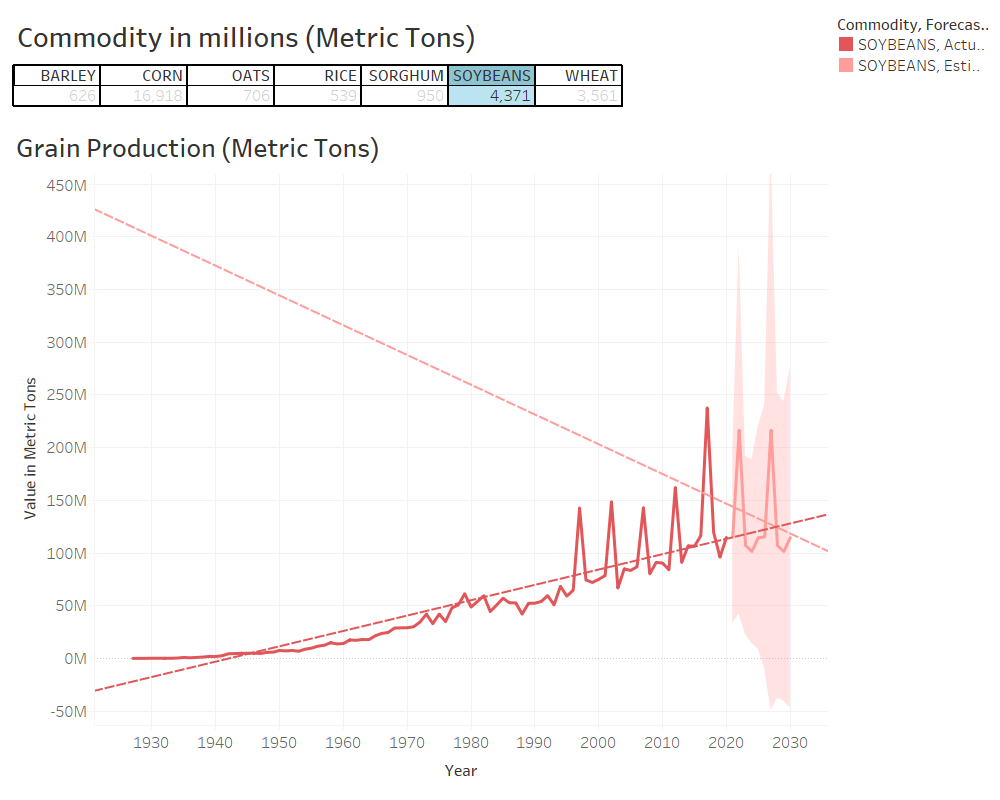 Commodity in millions (Metric Tons)
Commodity, Forecas..
SOYBEANS, Actu..
SOYBEANS, Esti..
BARLEY CORN OATS RICE SORGHUM SOYBEANS WHEAT
626 16,918 706 539 950 4,371 3,561
Grain Production (Metric Tons)
450M
400M
350M
300M
250M
200M
150M
100M
50M
0M
-50M
Value in Metric Tons
1930 1940 1950 1960 1970 1980 1990 2000 2010 2020 2030
Year